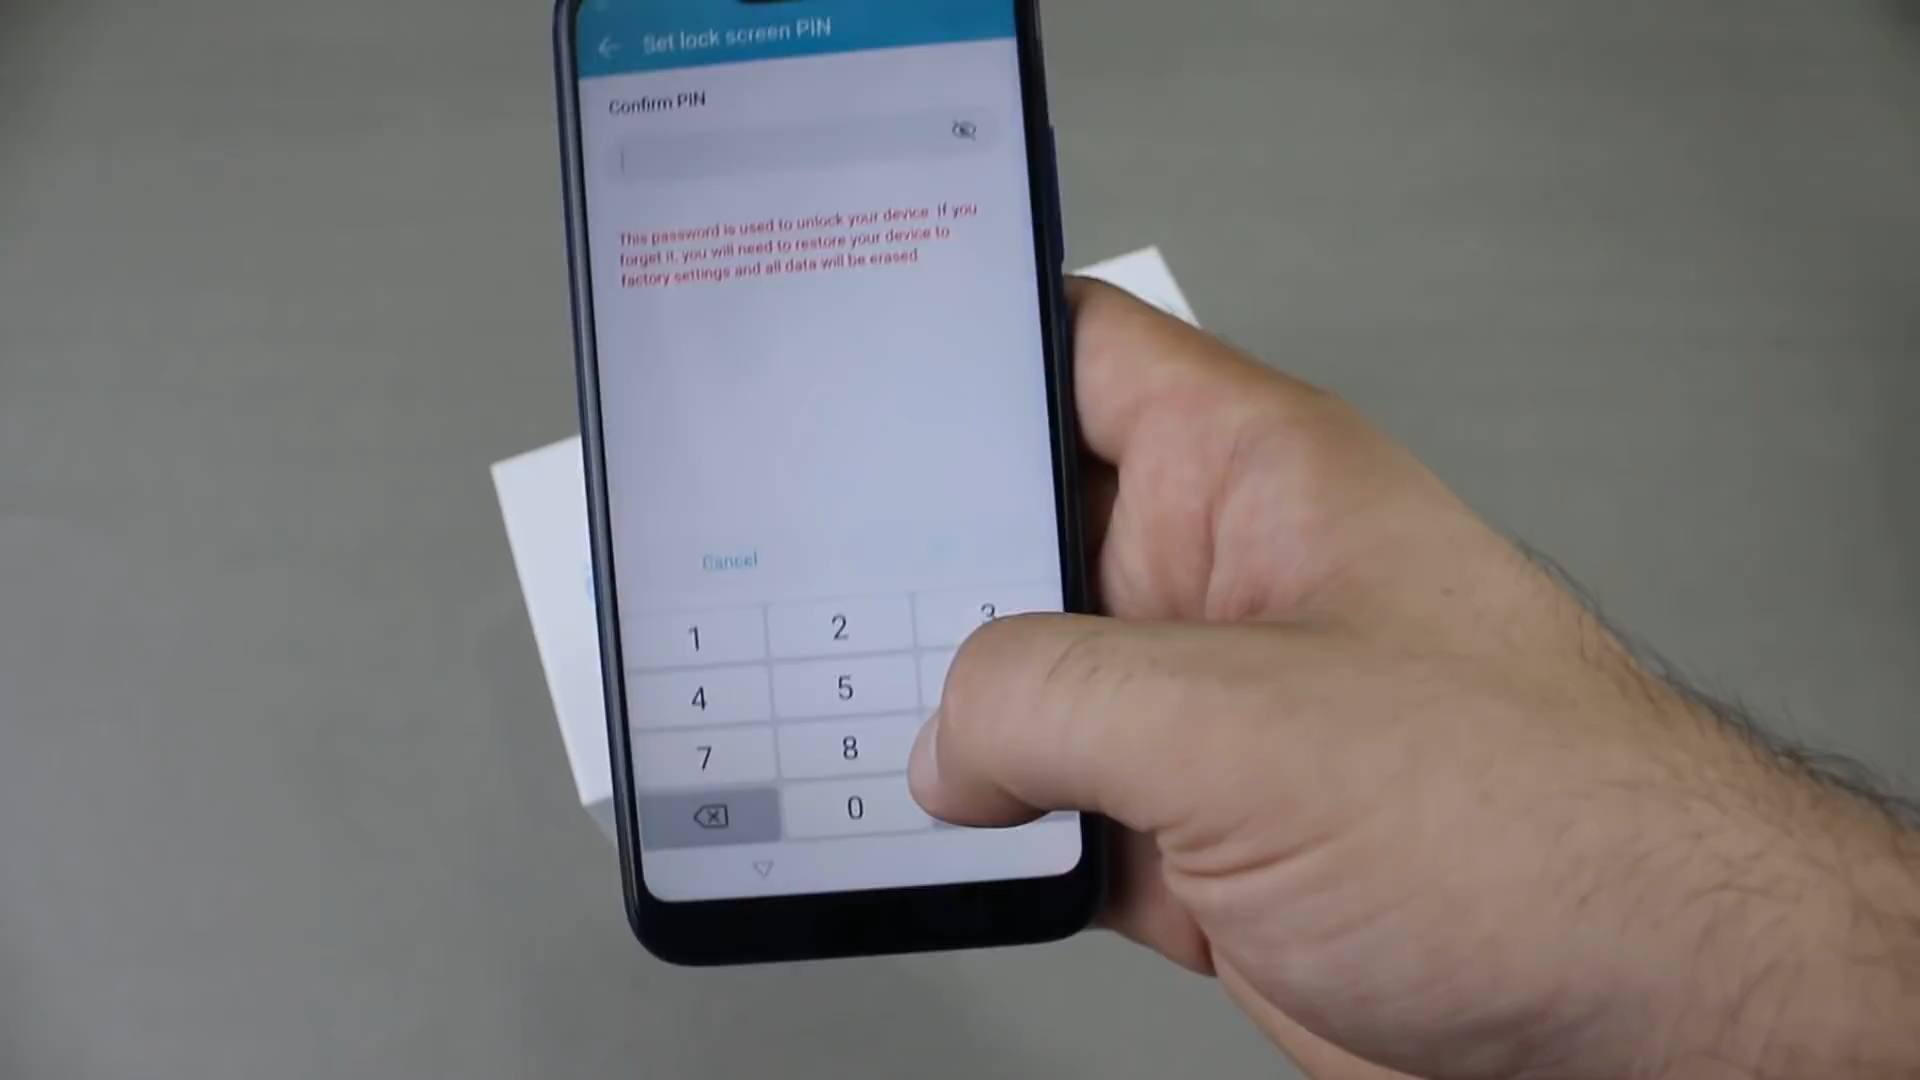 Set lock screen PIN
Confirm PIN
This password is used to unlock your device. If you
forget it, you will need to restore your device to
factory settings and all data will be erased
Cancel
1 2 3
4 5
7 8
0